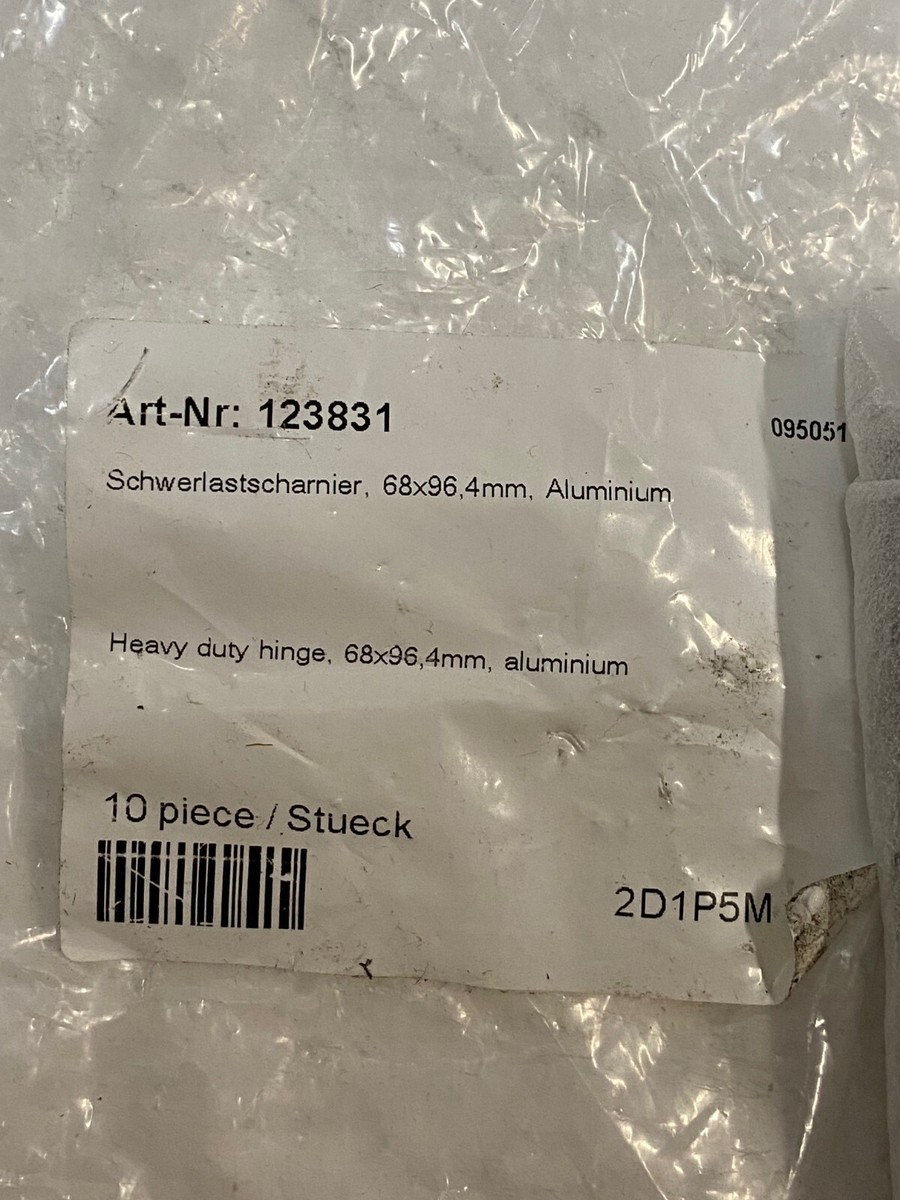 Art-Nr: 123831
095051
Schwerlastscharnier, 68x96,4mm, Aluminium
Heavy duty hinge, 68x96,4mm, aluminium
10 piece / Stueck
2D1P5M